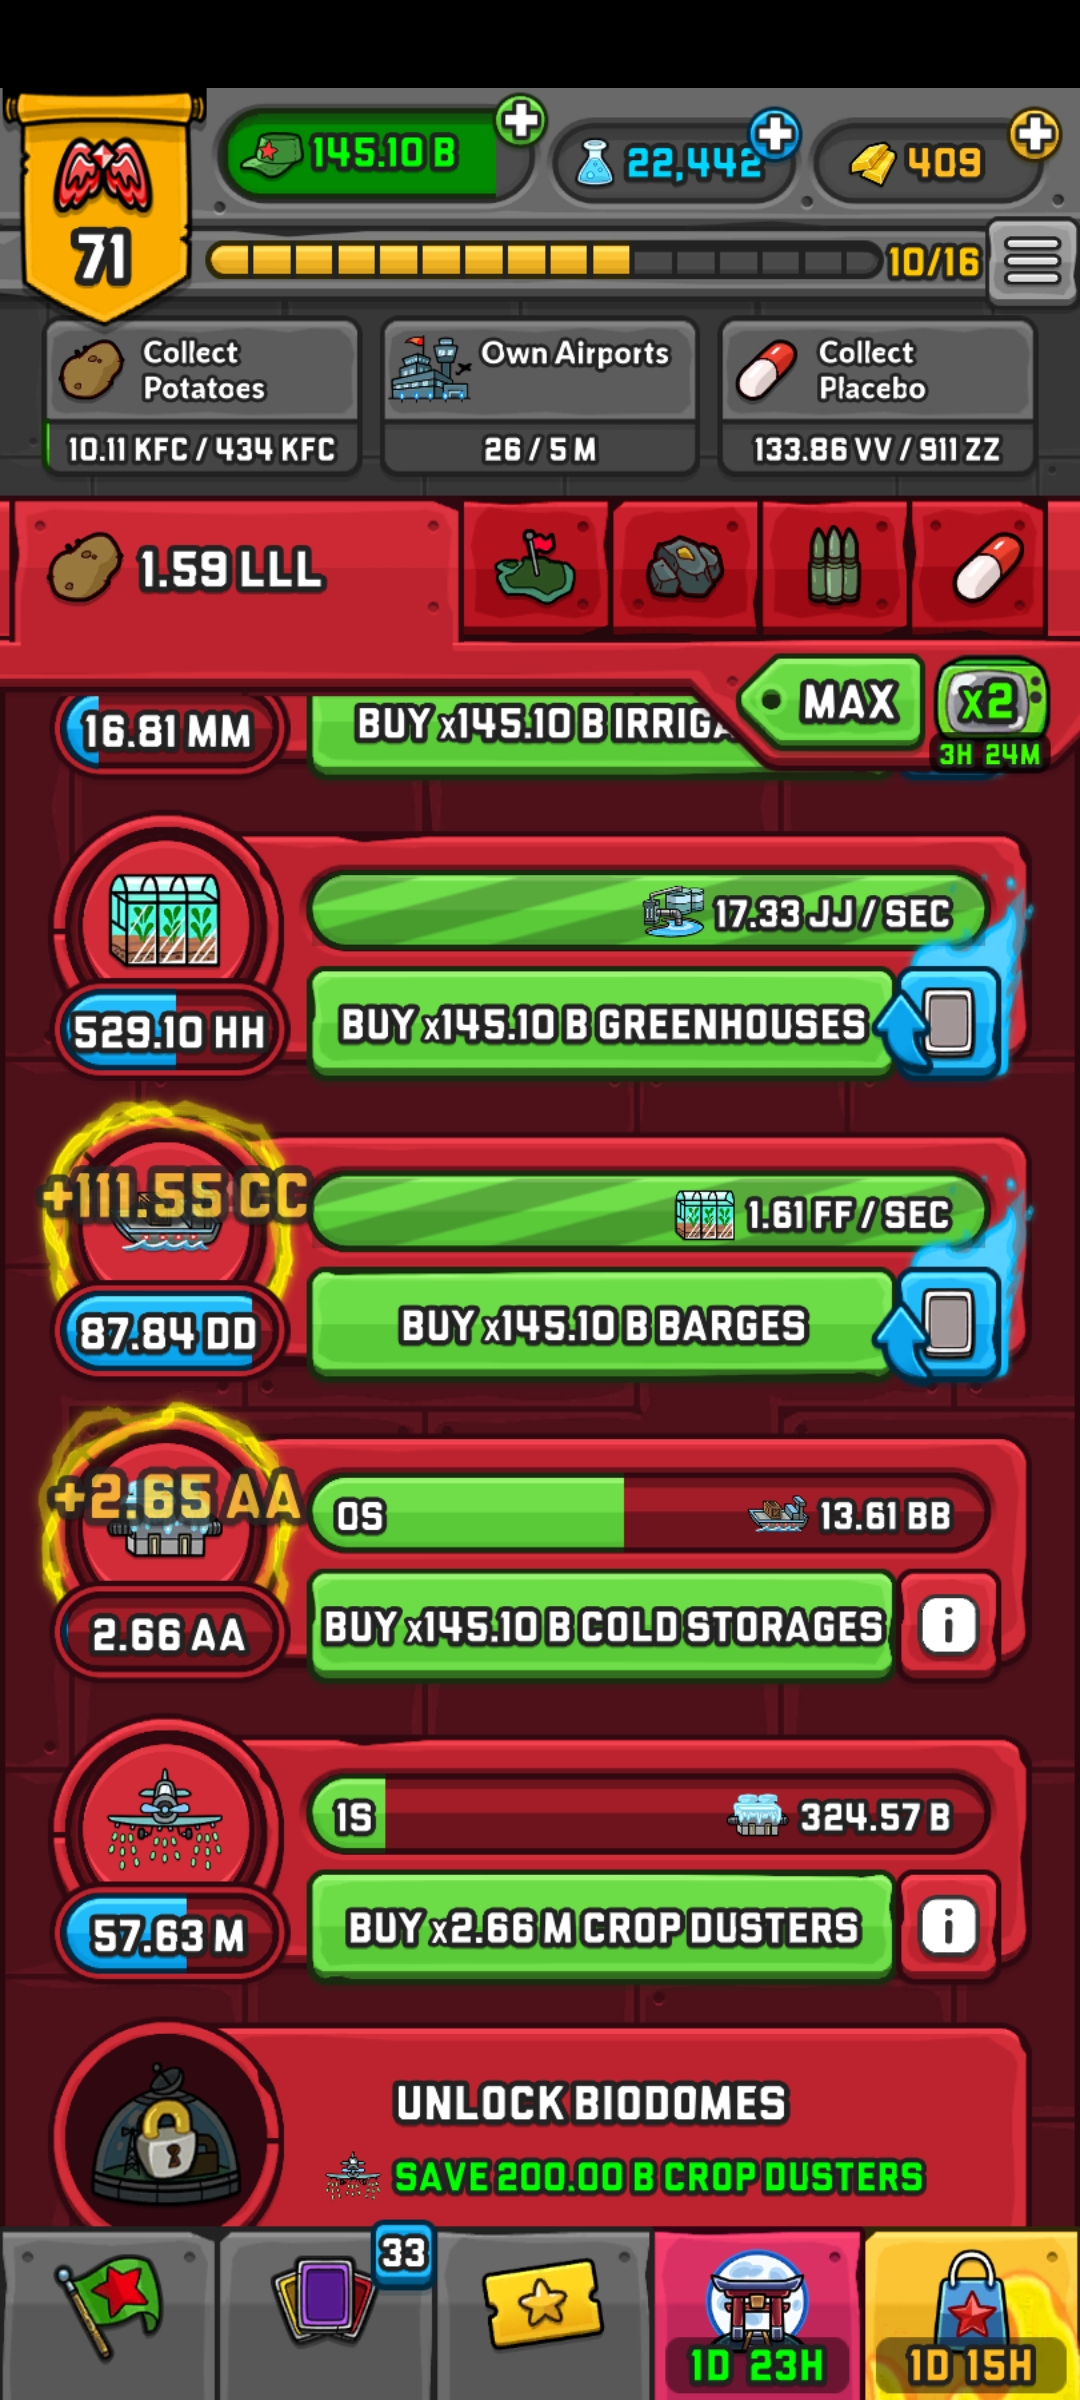 71
145.10 B
22,442
409
10/16
Collect
Potatoes
10.11 KFC / 434 KFC
Own Airports
26 / 5 M
Collect
Placebo
133.86 VV / 911 ZZ
1.59 LLL
MAX
x2
3H 24M
16.81 MM
BUY x145.10 B IRRIGA
17.33 JJ / SEC
529.10 HH
BUY x145.10 B GREENHOUSES
+111.55 CC
1.61 FF / SEC
87.84 DD
BUY x145.10 B BARGES
+2.65 AA
0S
13.61 BB
2.66 AA
BUY x145.10 B COLD STORAGES
i
1S
324.57 B
57.63 M
BUY x2.66 M CROP DUSTERS
i
UNLOCK BIODOMES
SAVE 200.00 B CROP DUSTERS
33
1D 23H
1D 15H